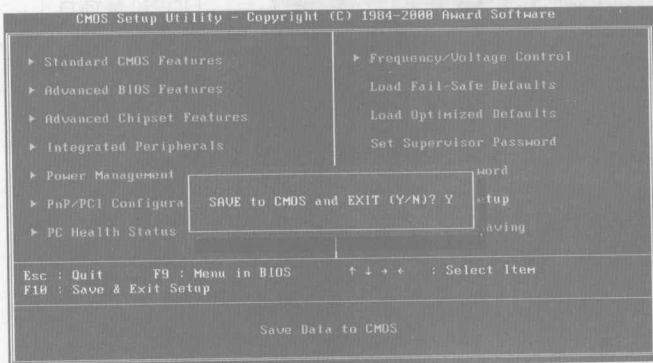 CMOS Setup Utility - Copyright (C) 1984-2000 Award Software
▶ Standard CMOS Features
▶ Advanced BIOS Features
▶ Advanced Chipset Features
▶ Integrated Peripherals
▶ Power Management
▶ PnP/PCI Configura
▶ PC Health Status
▶ Frequency/Voltage Control
Load Fail-Safe Defaults
Load Optimized Defaults
Set Supervisor Password
word
etup
aving
SAVE to CMOS and EXIT (Y/N)? Y
Esc : Quit F9 : Menu in BIOS ↑ ↓ → ← : Select Item
F10 : Save & Exit Setup
Save Data to CMOS